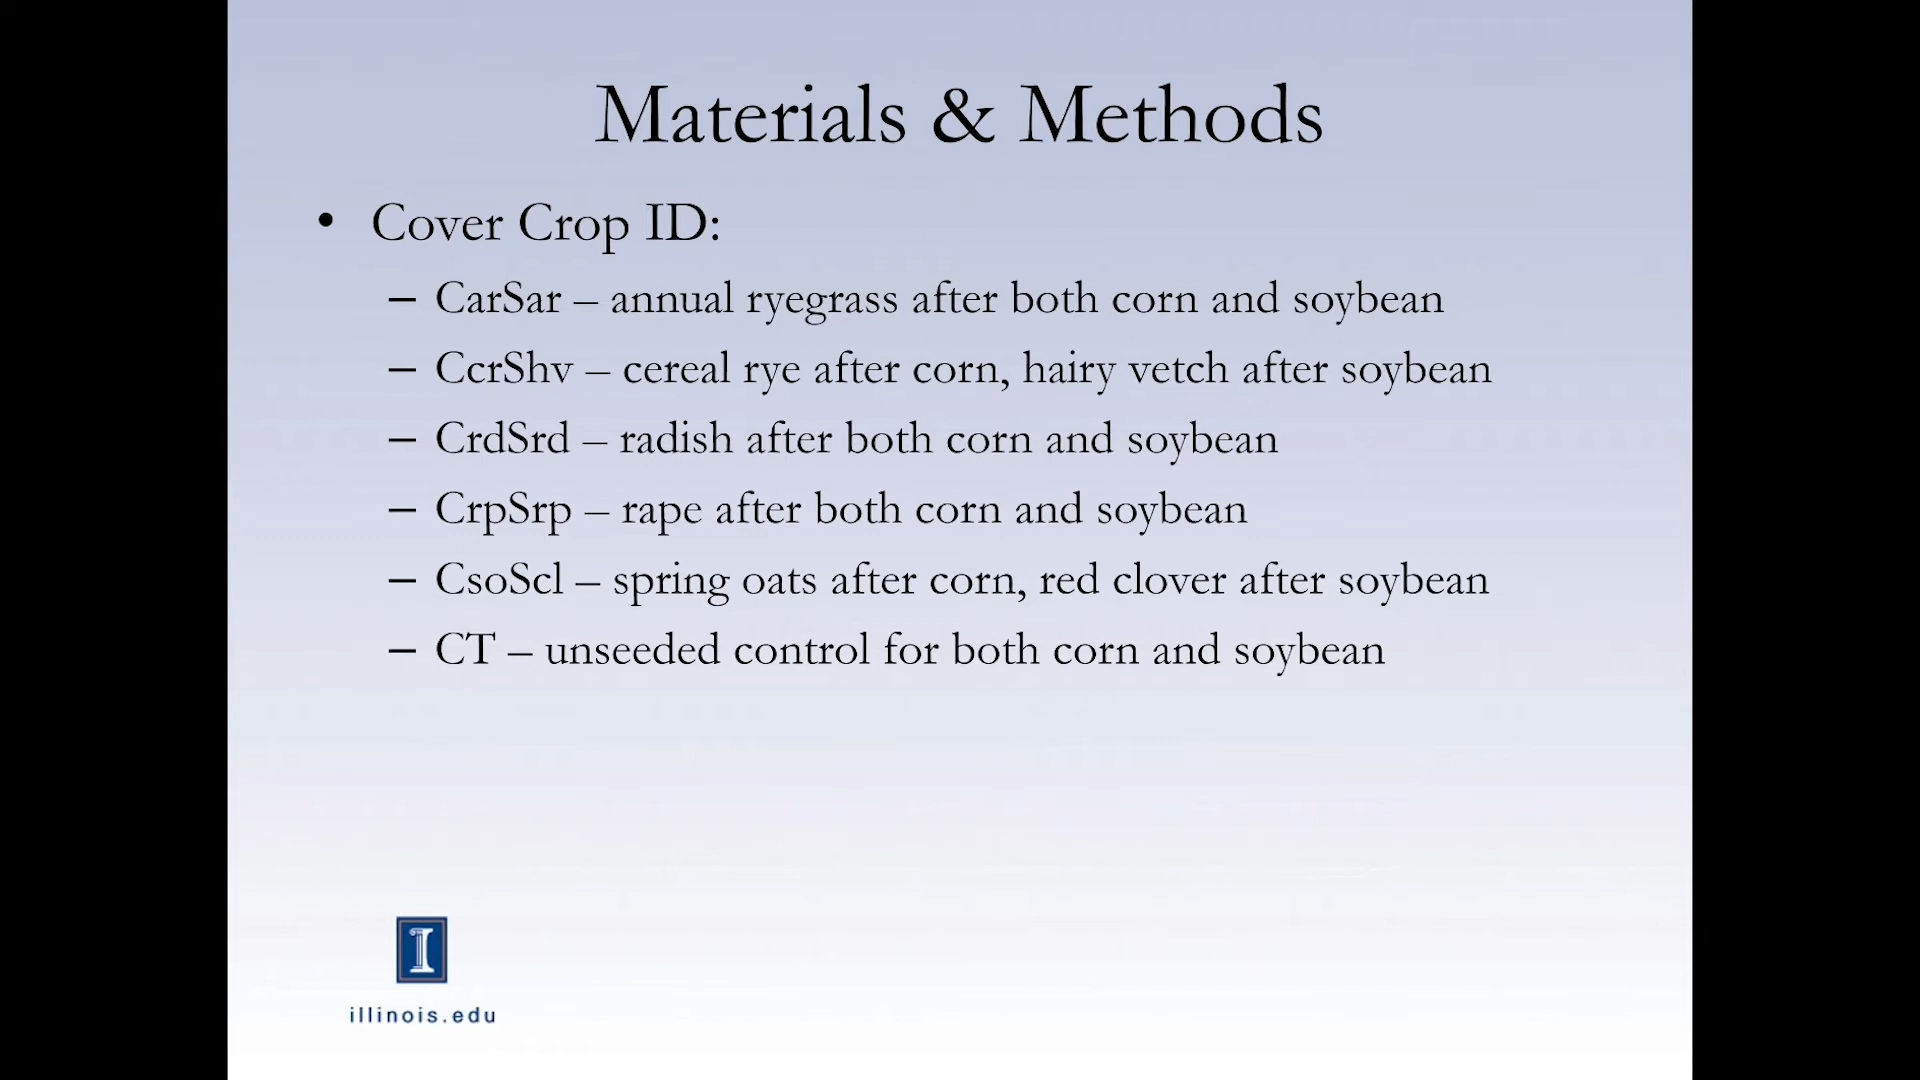 Materials & Methods
• Cover Crop ID:
– CarSar – annual ryegrass after both corn and soybean
– CcrShv – cereal rye after corn, hairy vetch after soybean
– CrdSrd – radish after both corn and soybean
– CrpSrp – rape after both corn and soybean
– CsoScl – spring oats after corn, red clover after soybean
– CT – unseeded control for both corn and soybean
I
illinois.edu